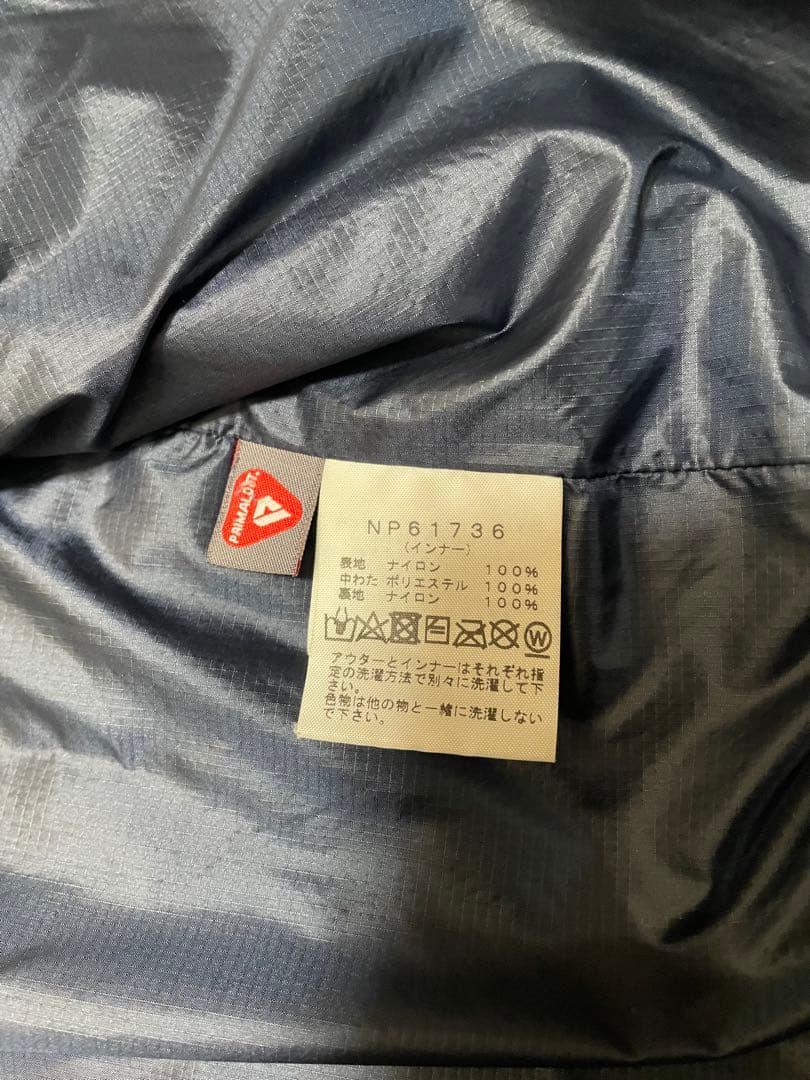 PRIMALOFT.
NP61736
(インナー)
表地 ナイロン 100%
中わた ポリエステル 100%
裏地 ナイロン 100%
W
アウターとインナーはそれぞれ指
定の洗濯方法で別々に洗濯して下
さい。
色物は他の物と一緒に洗濯しない
で下さい。